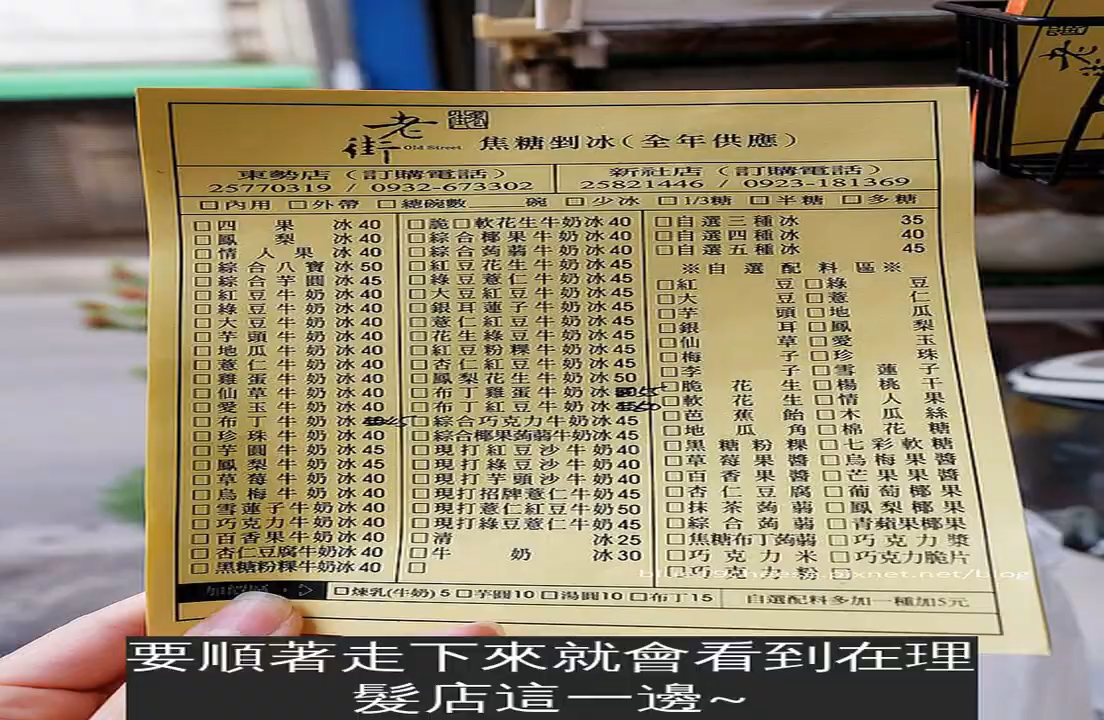 老街 Old Street 焦糖剉冰(全年供應)
東勢店(訂購電話) 新社店(訂購電話)
25770319 / 0932-673302 25821446 / 0923-181369
□內用 □外帶 □總碗數 碗 □少冰 □1/3糖 □半糖 □多糖
□四果冰40
□鳳梨冰40
□情人果冰40
□綜合八寶冰50
□綜合芋圓冰45
□紅豆牛奶冰40
□綠豆牛奶冰40
□大豆牛奶冰40
□芋頭牛奶冰40
□地瓜牛奶冰40
□薏仁牛奶冰40
□雞蛋牛奶冰40
□仙草牛奶冰40
□愛玉牛奶冰40
□布丁牛奶冰
□珍珠牛奶冰40
□芋圓牛奶冰45
□鳳梨牛奶冰45
□草莓牛奶冰40
□烏梅牛奶冰40
□雪蓮子牛奶冰40
□巧克力牛奶冰40
□百香果牛奶冰40
□杏仁豆腐牛奶冰40
□黑糖粉粿牛奶冰40
□脆□軟花生牛奶冰40
□綜合椰果牛奶冰40
□綜合蒟蒻牛奶冰40
□紅豆花生牛奶冰45
□綠豆薏仁牛奶冰45
□大豆紅豆牛奶冰45
□銀耳蓮子牛奶冰45
□薏仁紅豆牛奶冰45
□花生綠豆牛奶冰45
□紅豆粉粿牛奶冰45
□杏仁紅豆牛奶冰45
□鳳梨花生牛奶冰50
□布丁雞蛋牛奶冰
□布丁紅豆牛奶冰
□綜合巧克力牛奶冰45
□綜合椰果蒟蒻牛奶冰45
□現打紅豆沙牛奶40
□現打綠豆沙牛奶40
□現打芋頭沙牛奶40
□現打招牌薏仁牛奶45
□現打薏仁紅豆牛奶50
□現打綠豆薏仁牛奶45
□清冰25
□牛奶冰30
□
□自選三種冰 35
□自選四種冰 40
□自選五種冰 45
※自選配料區※
□紅豆 □綠豆
□大豆 □薏仁
□芋頭 □地瓜
□銀耳 □鳳梨
□仙草 □愛玉
□梅子 □珍珠
□李子 □雪蓮子
□脆花生 □楊桃干
□軟花生 □情人果
□芭蕉飴 □木瓜絲
□地瓜角 □棉花糖
□黑糖粉粿 □七彩軟糖
□草莓果醬 □烏梅果醬
□百香果醬 □芒果果醬
□杏仁豆腐 □葡萄椰果
□抹茶蒟蒻 □鳳梨椰果
□綜合蒟蒻 □青蘋果椰果
□焦糖布丁蒟蒻 □巧克力漿
□巧克力米 □巧克力脆片
□巧克力粉 □
□煉乳(牛奶) 5 □芋圓10 □湯圓10 □布丁15 自選配料多加一種加5元
要順著走下來就會看到在理
髮店這一邊~